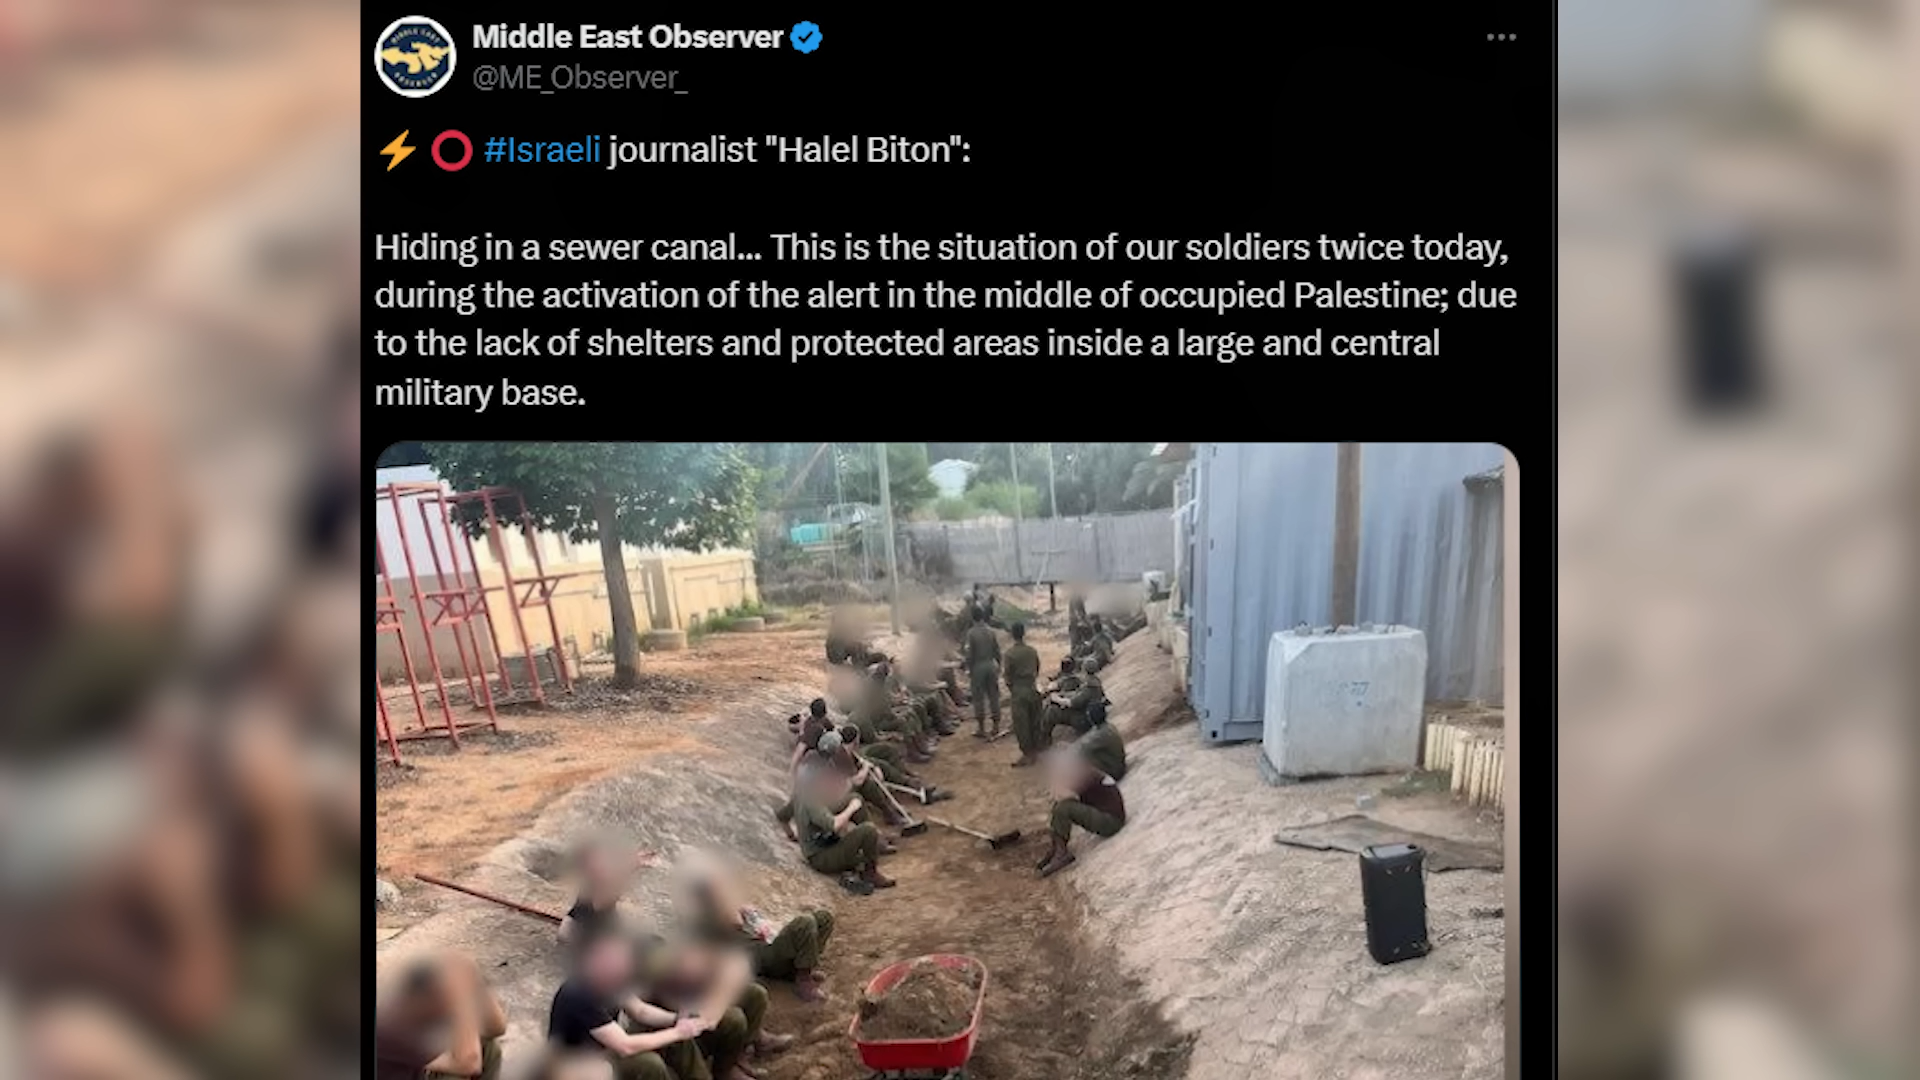 Middle East Observer
@ME_Observer_
#Israeli journalist "Halel Biton":
Hiding in a sewer canal... This is the situation of our soldiers twice today,
during the activation of the alert in the middle of occupied Palestine; due
to the lack of shelters and protected areas inside a large and central
military base.